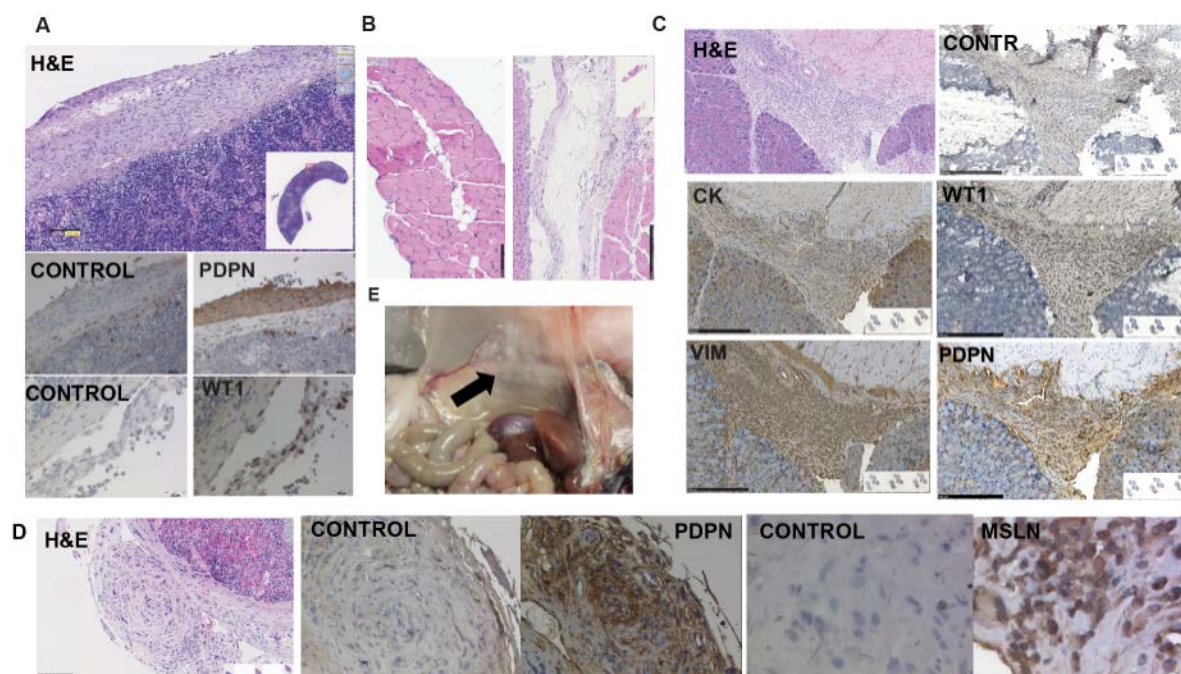 A
H&E
CONTROL
PDPN
CONTROL
WT1
B
E
C
H&E
CONTR
CK
WT1
VIM
PDPN
D
H&E
CONTROL
PDPN
CONTROL
MSLN